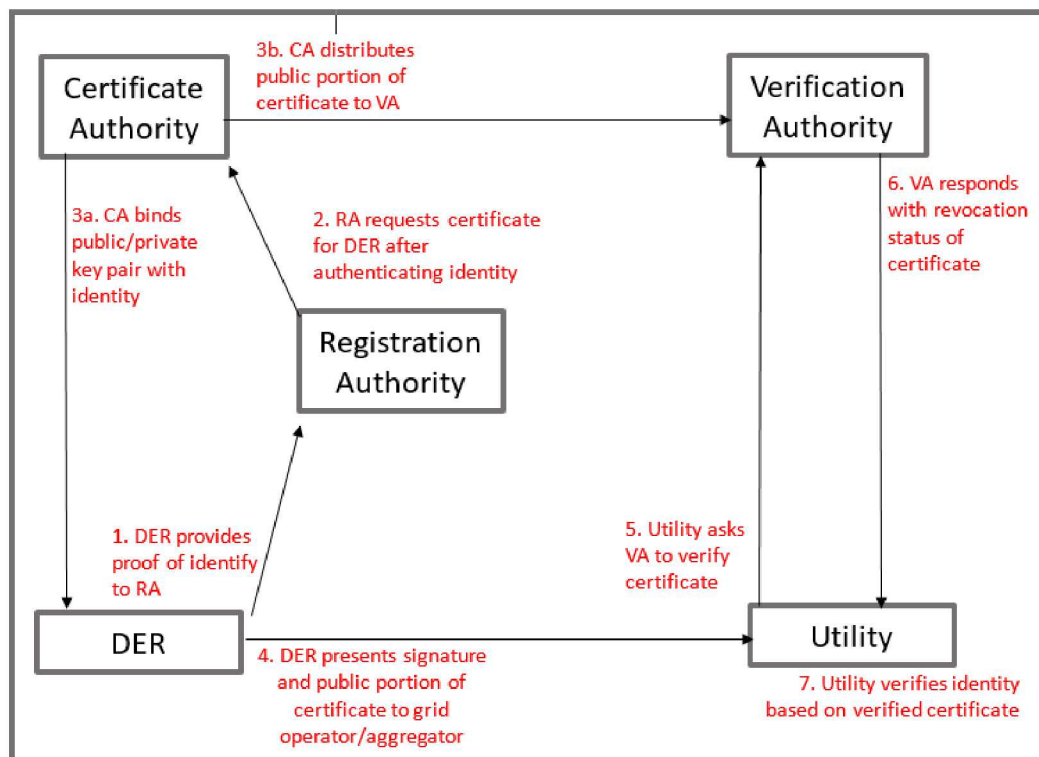 3b. CA distributes
public portion of
certificate to VA
Certificate
Authority
Verification
Authority
3a. CA binds
public/private
key pair with
identity
2. RA requests certificate
for DER after
authenticating identity
6. VA responds
with revocation
status of
certificate
Registration
Authority
1. DER provides
proof of identify
to RA
5. Utility asks
VA to verify
certificate
DER
Utility
4. DER presents signature
and public portion of
certificate to grid
operator/aggregator
7. Utility verifies identity
based on verified certificate